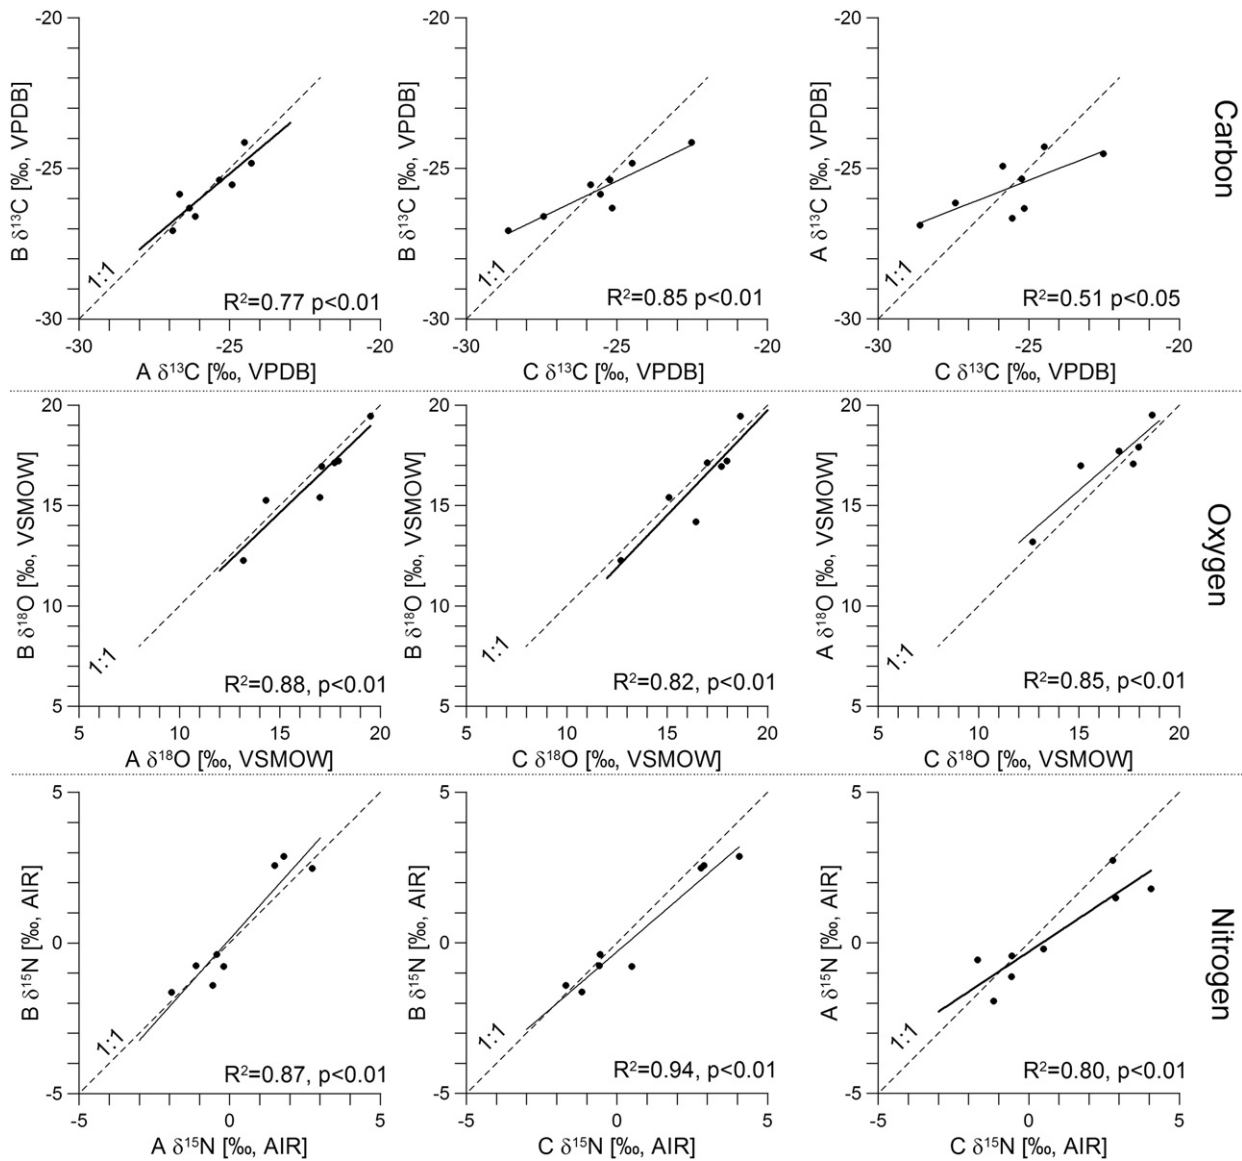 -20
-25
-30
B δ¹³C [‰, VPDB]
1:1
R²=0.77 p<0.01
-30 -25 -20
A δ¹³C [‰, VPDB]
-20
-25
-30
B δ¹³C [‰, VPDB]
1:1
R²=0.85 p<0.01
-30 -25 -20
C δ¹³C [‰, VPDB]
-20
-25
-30
A δ¹³C [‰, VPDB]
1:1
R²=0.51 p<0.05
-30 -25 -20
C δ¹³C [‰, VPDB]
Carbon
20
15
10
5
B δ¹⁸O [‰, VSMOW]
1:1
R²=0.88, p<0.01
5 10 15 20
A δ¹⁸O [‰, VSMOW]
20
15
10
5
B δ¹⁸O [‰, VSMOW]
1:1
R²=0.82, p<0.01
5 10 15 20
C δ¹⁸O [‰, VSMOW]
20
15
10
5
A δ¹⁸O [‰, VSMOW]
1:1
R²=0.85, p<0.01
5 10 15 20
C δ¹⁸O [‰, VSMOW]
Oxygen
5
0
-5
B δ¹⁵N [‰, AIR]
1:1
R²=0.87, p<0.01
-5 0 5
A δ¹⁵N [‰, AIR]
5
0
-5
B δ¹⁵N [‰, AIR]
1:1
R²=0.94, p<0.01
-5 0 5
C δ¹⁵N [‰, AIR]
5
0
-5
A δ¹⁵N [‰, AIR]
1:1
R²=0.80, p<0.01
-5 0 5
C δ¹⁵N [‰, AIR]
Nitrogen